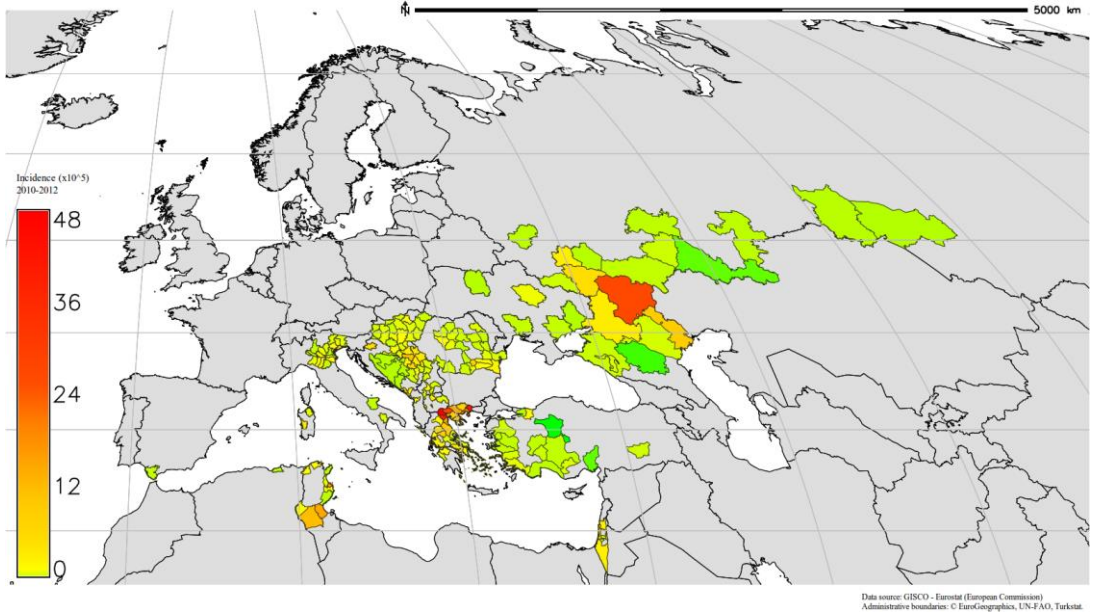 N
5000 km
Incidence (x10^5)
2010-2012
48
36
24
12
0
Data source: GISCO - Eurostat (European Commission)
Administrative boundaries: © EuroGeographics, UN-FAO, Turkstat.